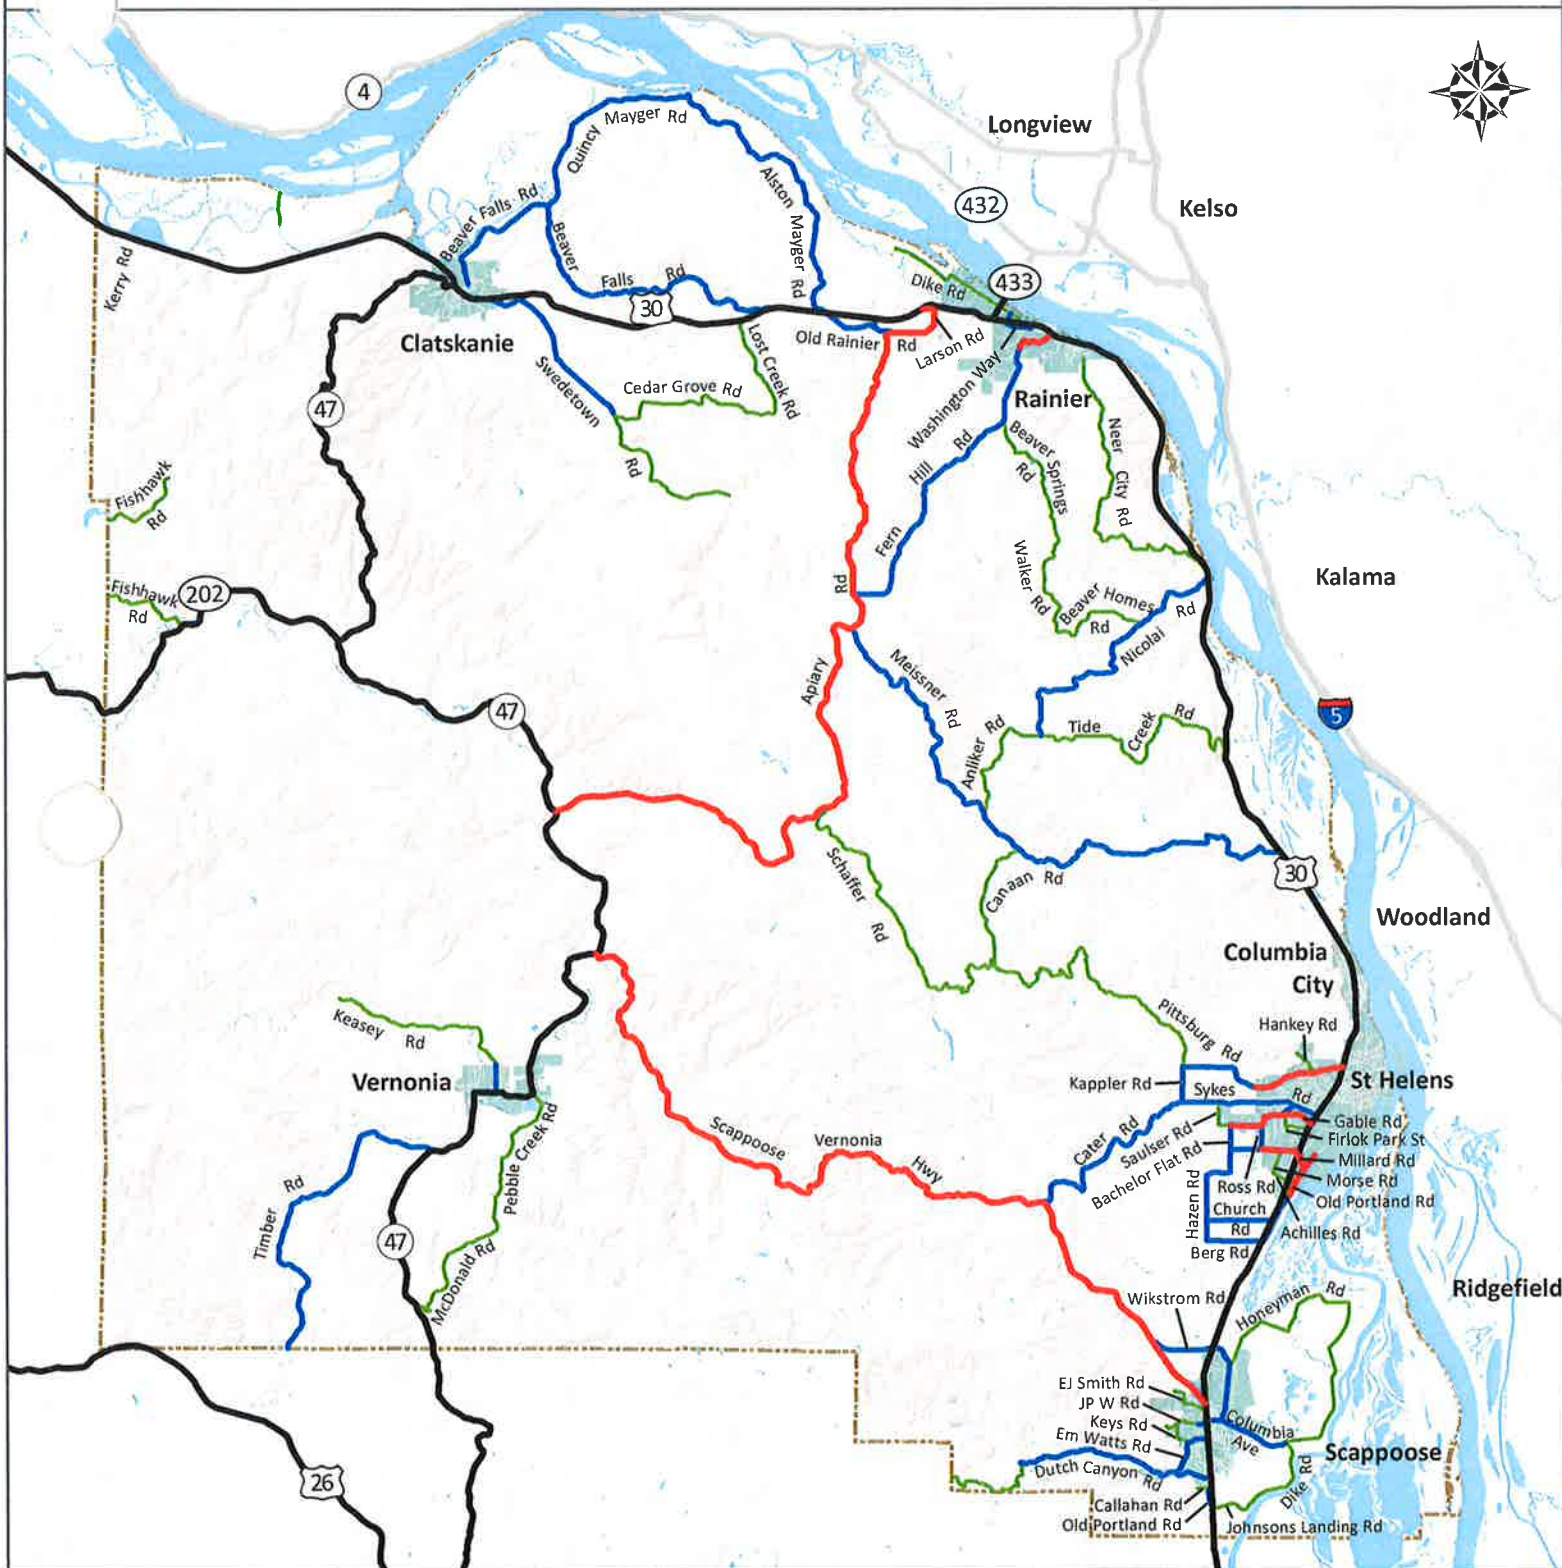 4
Longview
432
Kelso
Mayger Rd
Quincy
Alston
Mayger Rd
Beaver Falls Rd
Beaver
Falls Rd
Kerry Rd
30
433
Dike Rd
Clatskanie
Old Rainier Rd
Larson Rd
Washington Way
Rainier
Lost Creek Rd
Cedar Grove Rd
Swedetown
Rd
47
Hill Rd
Fern
Beaver Springs
Rd
Neer City Rd
Fishhawk
Rd
Walker Rd
Kalama
Fishhawk
Rd
202
Rd
Apiary
Beaver Homes
Rd
Nicolai Rd
Meissner Rd
47
5
Anliker Rd
Tide Creek Rd
Schaffer Rd
Canaan Rd
30
Woodland
Columbia
City
Keasey Rd
Vernonia
Pittsburg Rd
Hankey Rd
Kappler Rd
Sykes Rd
St Helens
Cater Rd
Saulser Rd
Bachelor Flat Rd
Gable Rd
Firlok Park St
Millard Rd
Morse Rd
Ross Rd
Old Portland Rd
Hazen Rd
Church
Rd
Achilles Rd
Berg Rd
Scappoose Vernonia Hwy
Pebble Creek Rd
Timber Rd
47
McDonald Rd
Wikstrom Rd
Honeyman Rd
Ridgefield
EJ Smith Rd
JP W Rd
Keys Rd
Em Watts Rd
Columbia
Ave
Scappoose
Dutch Canyon Rd
Dike Rd
Callahan Rd
Old Portland Rd
Johnsons Landing Rd
26